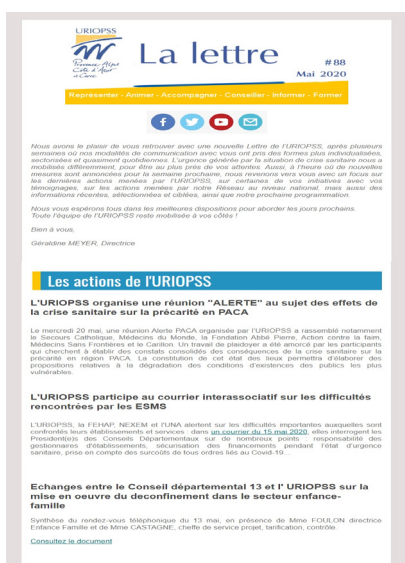 URIOPSS
Provence-Alpes
Côte d'Azur
et Corse
La lettre
#88
Mai 2020
Représenter - Animer - Accompagner - Conseiller - Informer - Former
Nous avons le plaisir de vous retrouver avec une nouvelle Lettre de l'URIOPSS, après plusieurs
semaines où nos modalités de communication avec vous ont pris des formes plus individualisées,
sectorisées et quasiment quotidiennes. L'urgence générée par la situation de crise sanitaire nous a
mobilisés différemment, pour être au plus près de vos attentes. Aussi, à l'heure où de nouvelles
mesures sont annoncées pour la semaine prochaine, nous revenons vers vous avec un focus sur
les dernières actions menées par l'URIOPSS, sur certaines de vos initiatives avec vos
témoignages, sur les actions menées par notre Réseau au niveau national, mais aussi des
informations récentes, sélectionnées et ciblées, ainsi que notre prochaine programmation.
Nous vous espérons tous dans les meilleures dispositions pour aborder les jours prochains.
Toute l'équipe de l'URIOPSS reste mobilisée à vos côtés !
Bien à vous,
Géraldine MEYER, Directrice
Les actions de l'URIOPSS
L'URIOPSS organise une réunion "ALERTE" au sujet des effets de
la crise sanitaire sur la précarité en PACA
Le mercredi 20 mai, une réunion Alerte PACA organisée par l'URIOPSS a rassemblé notamment
le Secours Catholique, Médecins du Monde, la Fondation Abbé Pierre, Action contre la faim,
Médecins Sans Frontières et le Carillon. Un travail de plaidoyer a été amorcé par les participants
qui cherchent à établir des constats consolidés des conséquences de la crise sanitaire sur la
précarité en région PACA. La constitution de cet état des lieux permettra d'élaborer des
propositions relatives à la dégradation des conditions d'existences des publics les plus
vulnérables.
L'URIOPSS participe au courrier interassociatif sur les difficultés
rencontrées par les ESMS
L'URIOPSS, la FEHAP, NEXEM et l'UNA alertent sur les difficultés importantes auxquelles sont
confrontés leurs établissements et services : dans un courrier du 15 mai 2020, elles interrogent les
Président(e)s des Conseils Départementaux sur de nombreux points : responsabilité des
gestionnaires d'établissements, sécurisation des financements pendant l'état d'urgence
sanitaire, prise en compte des surcoûts de tous ordres liés au Covid-19...
Echanges entre le Conseil départemental 13 et l' URIOPSS sur la
mise en oeuvre du deconfinement dans le secteur enfance-
famille
Synthèse du rendez-vous téléphonique du 13 mai, en présence de Mme FOULON directrice
Enfance Famille et de Mme CASTAGNE, cheffe de service projet, tarification, contrôle.
Consultez le document